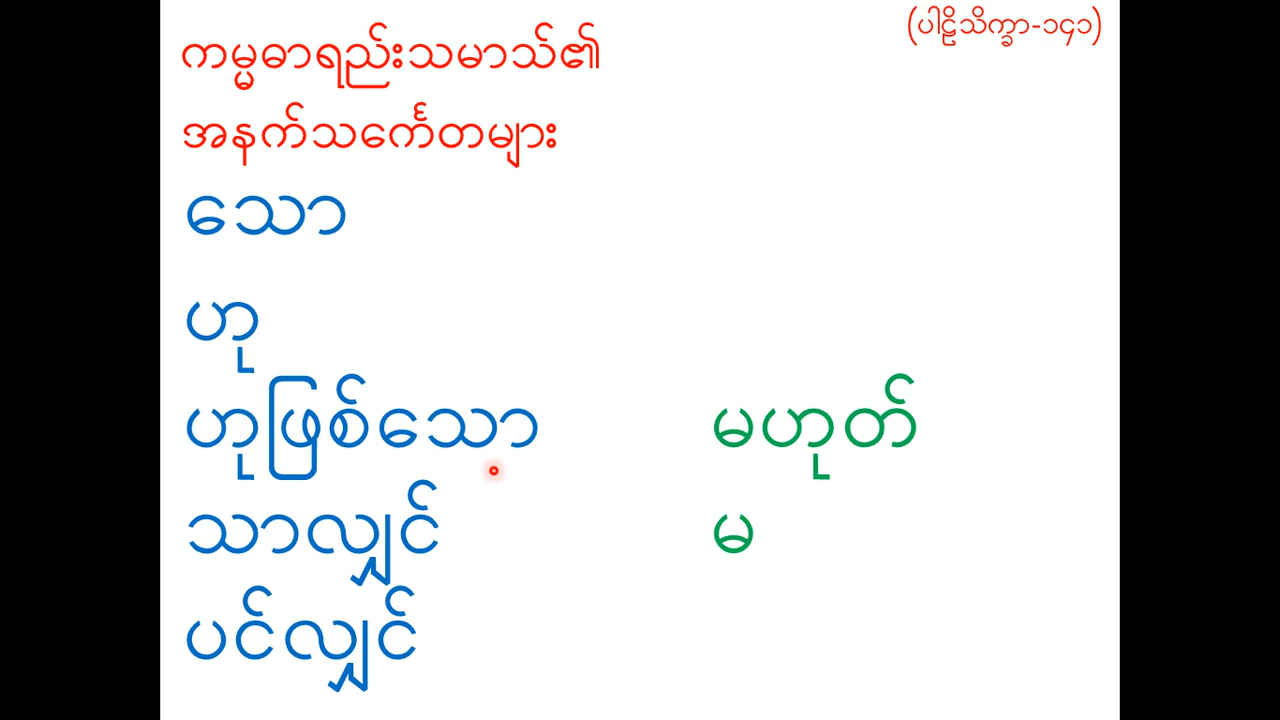 (ပါဠိသိက္ခာ-၁၄၁)
ကမ္မဓာရည်းသမာသ်၏
အနက်သင်္ကေတများ
သော
ဟု
ဟုဖြစ်သော မဟုတ်
သာလျှင် မ
ပင်လျှင်